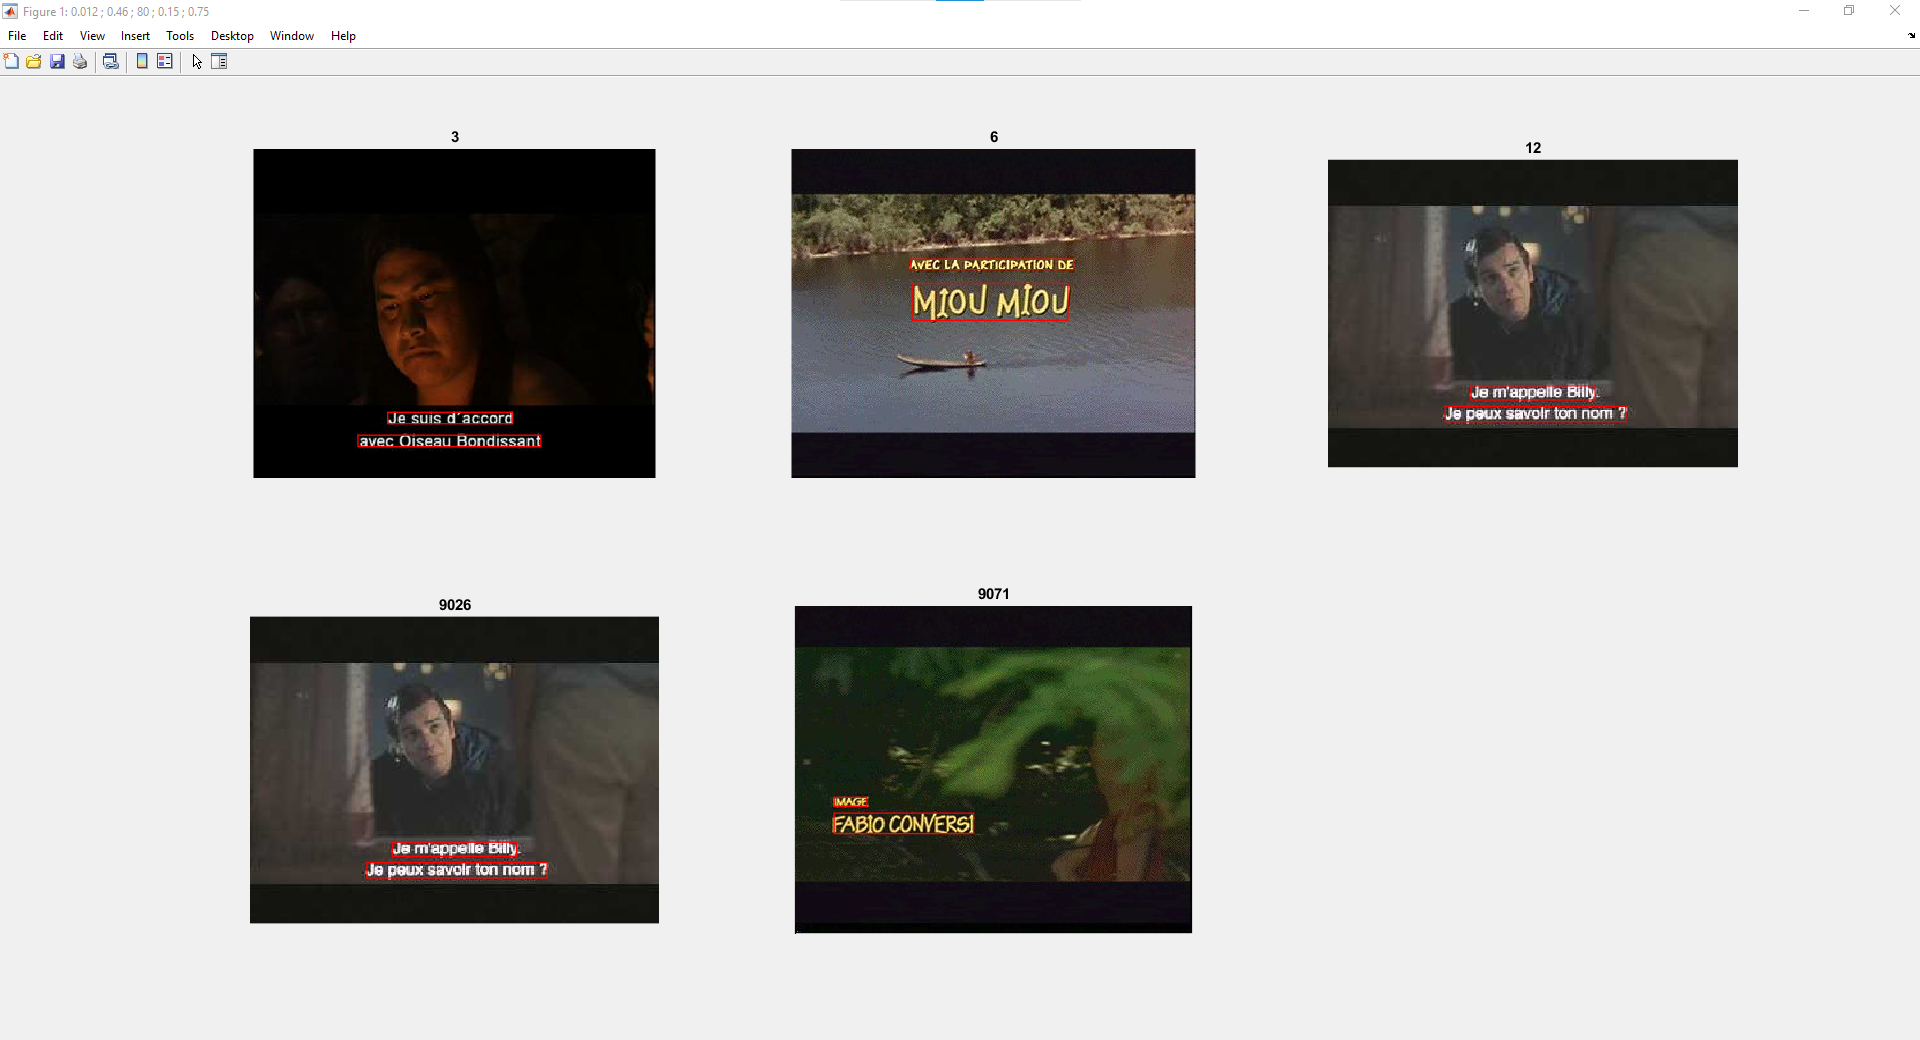 Figure 1: 0.012 ; 0.46 ; 80 ; 0.15 ; 0.75
File Edit View Insert Tools Desktop Window Help
3
6
12
AVEC LA PARTICIPATION DE
MIOU MIOU
Je suis d'accord
avec Oiseau Bondissant
Je m'appelle Billy.
Je peux savoir ton nom ?
9026
9071
IMAGE
FABIO CONVERSI
Je m'appelle Billy.
Je peux savoir ton nom ?